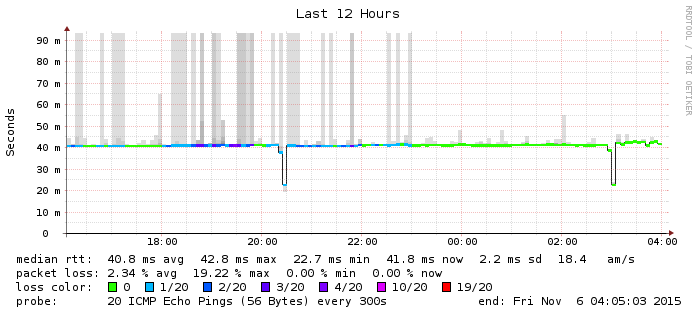 Last 12 Hours
RRDTOOL / TOBI OETIKER
Seconds
90 m
80 m
70 m
60 m
50 m
40 m
30 m
20 m
10 m
0
18:00 20:00 22:00 00:00 02:00 04:00
median rtt: 40.8 ms avg 42.8 ms max 22.7 ms min 41.8 ms now 2.2 ms sd 18.4 am/s
packet loss: 2.34 % avg 19.22 % max 0.00 % min 0.00 % now
loss color: 0 1/20 2/20 3/20 4/20 10/20 19/20
probe: 20 ICMP Echo Pings (56 Bytes) every 300s end: Fri Nov 6 04:05:03 2015